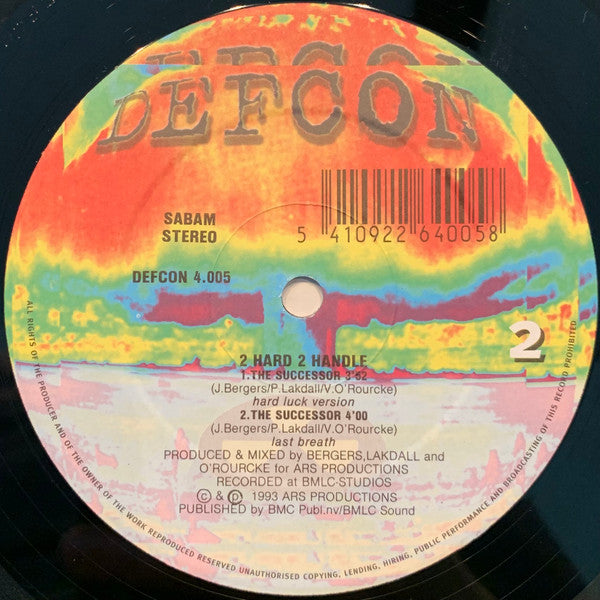 DEFCON
DEFCON
SABAM
STEREO
5 410922 640058
DEFCON 4.005
2
2 HARD 2 HANDLE
1.THE SUCCESSOR 3'52
(J.Bergers/P.Lakdall/V.O'Rourcke)
hard luck version
2.THE SUCCESSOR 4'00
(J.Bergers/P.Lakdall/V.O'Rourcke)
last breath
PRODUCED & MIXED by BERGERS,LAKDALL and
O'ROURCKE for ARS PRODUCTIONS
RECORDED at BMLC-STUDIOS
© & ℗ 1993 ARS PRODUCTIONS
PUBLISHED by BMC Publ.nv/BMLC Sound
ALL RIGHTS OF THE PRODUCER AND OF THE OWNER OF THE WORK REPRODUCED RESERVED UNAUTHORISED COPYING, LENDING, HIRING, PUBLIC PERFORMANCE AND BROADCASTING OF THIS RECORD PROHIBITED